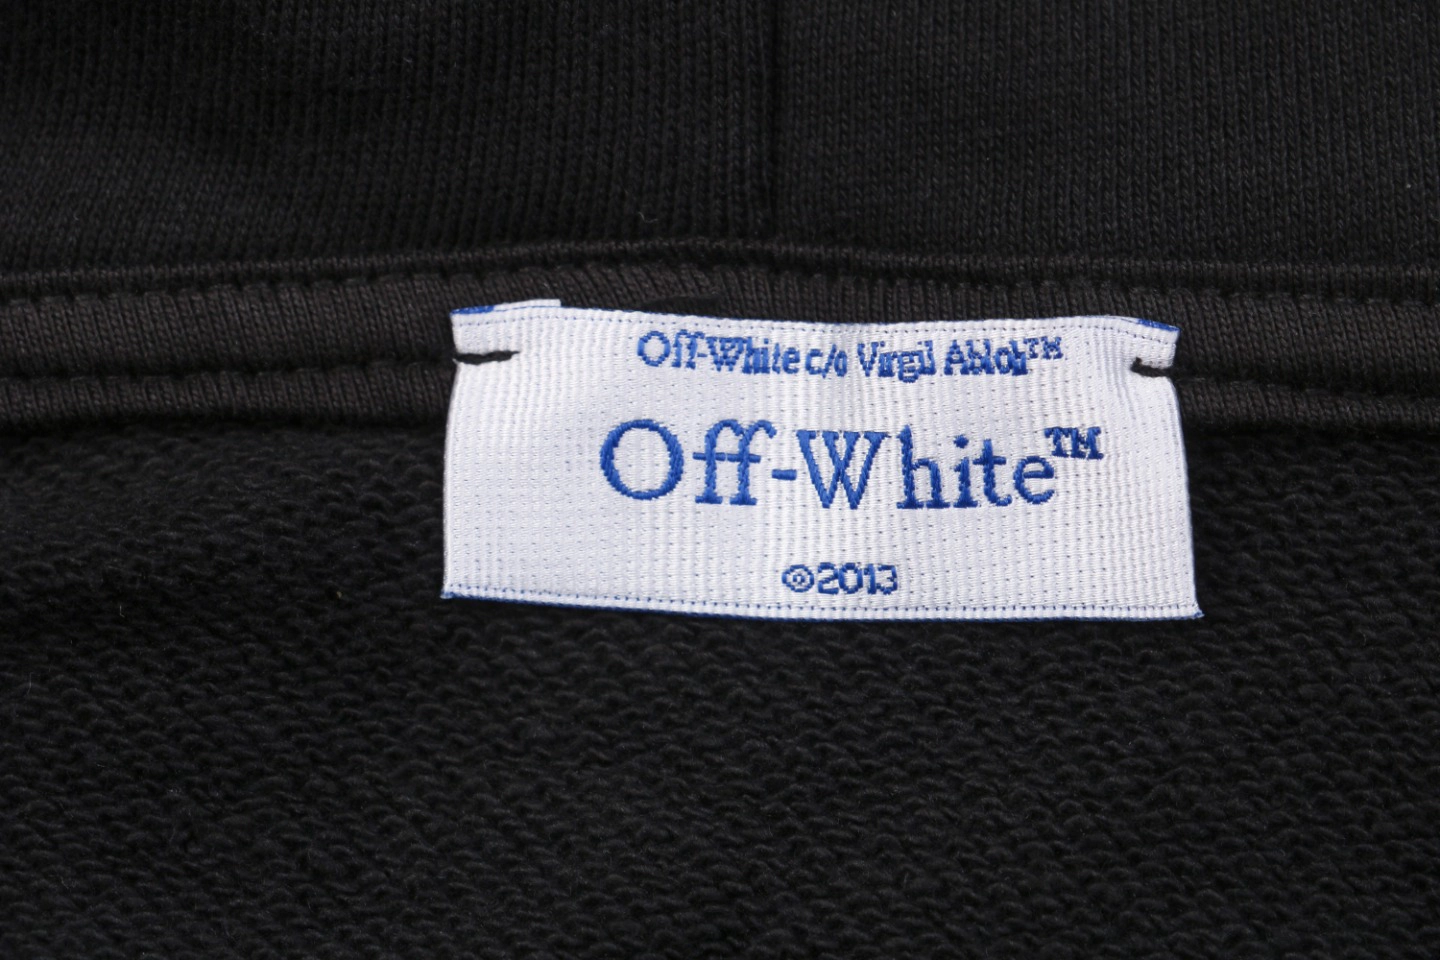 Off-White c/o Virgil Abloh™
Off-White™
©2013